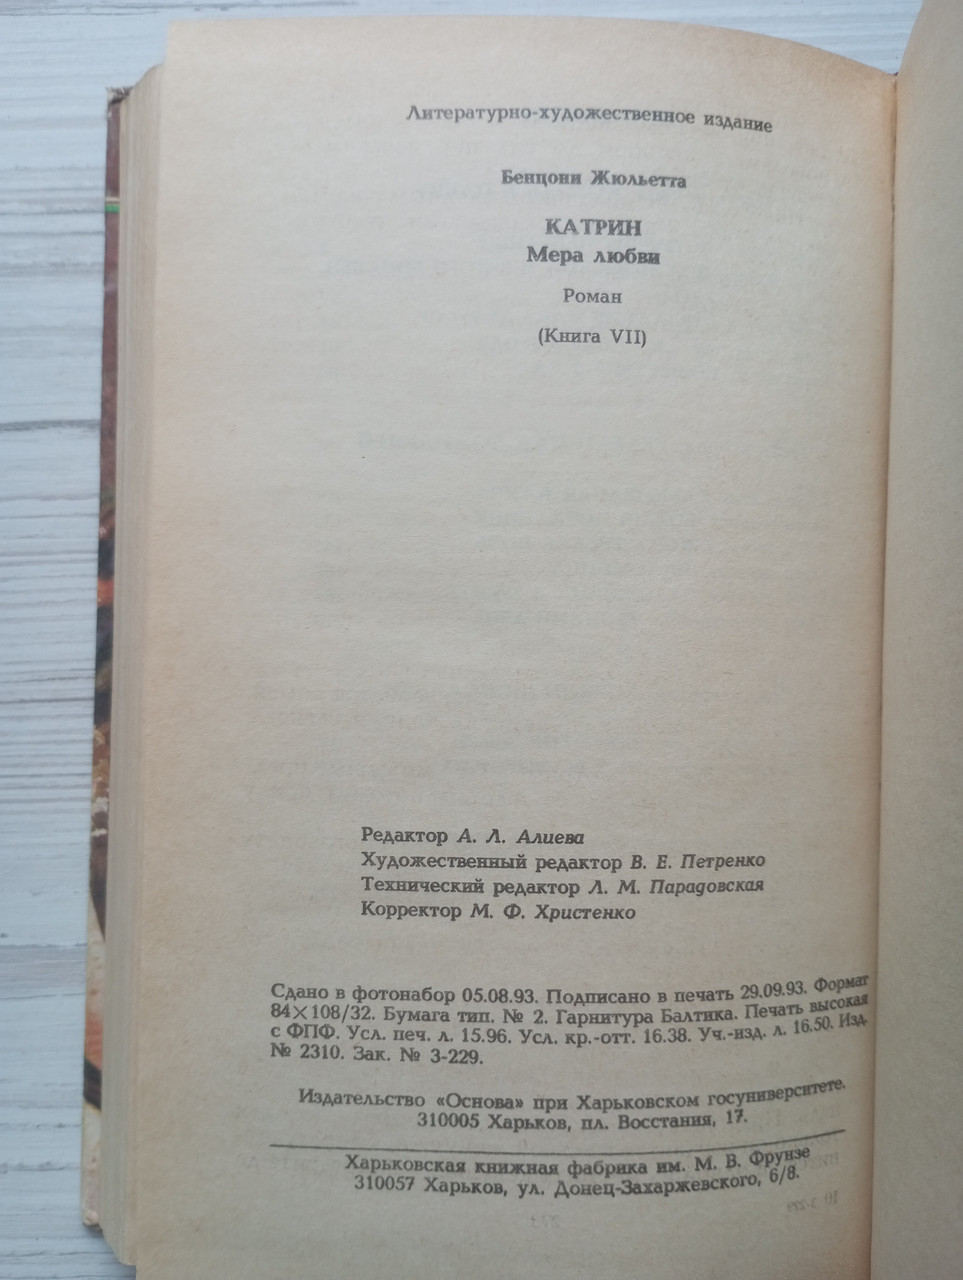 Литературно-художественное издание
Бенцони Жюльетта
КАТРИН
Мера любви
Роман
(Книга VII)
Редактор А. Л. Алиева
Художественный редактор В. Е. Петренко
Технический редактор Л. М. Парадовская
Корректор М. Ф. Христенко
Сдано в фотонабор 05.08.93. Подписано в печать 29.09.93. Формат
84×108/32. Бумага тип. № 2. Гарнитура Балтика. Печать высокая
с ФПФ. Усл. печ. л. 15.96. Усл. кр.-отт. 16.38. Уч.-изд. л. 16.50. Изд.
№ 2310. Зак. № 3-229.
Издательство «Основа» при Харьковском госуниверситете.
310005 Харьков, пл. Восстания, 17.
Харьковская книжная фабрика им. М. В. Фрунзе
310057 Харьков, ул. Донец-Захаржевского, 6/8.